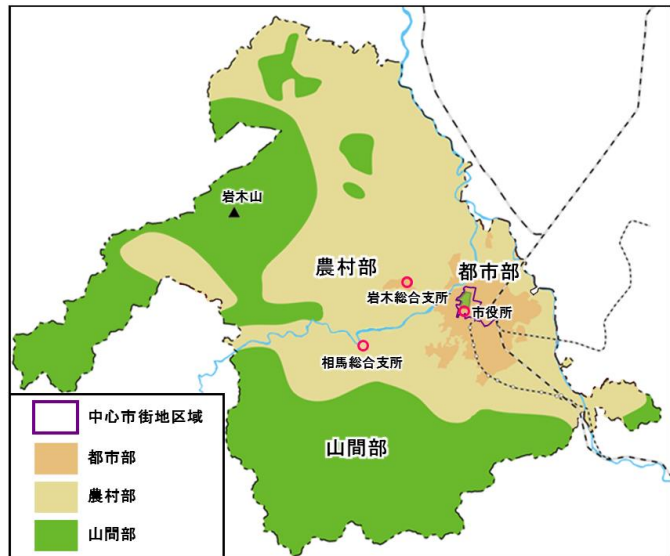 岩木山
農村部
都市部
岩木総合支所
市役所
相馬総合支所
山間部
中心市街地区域
都市部
農村部
山間部